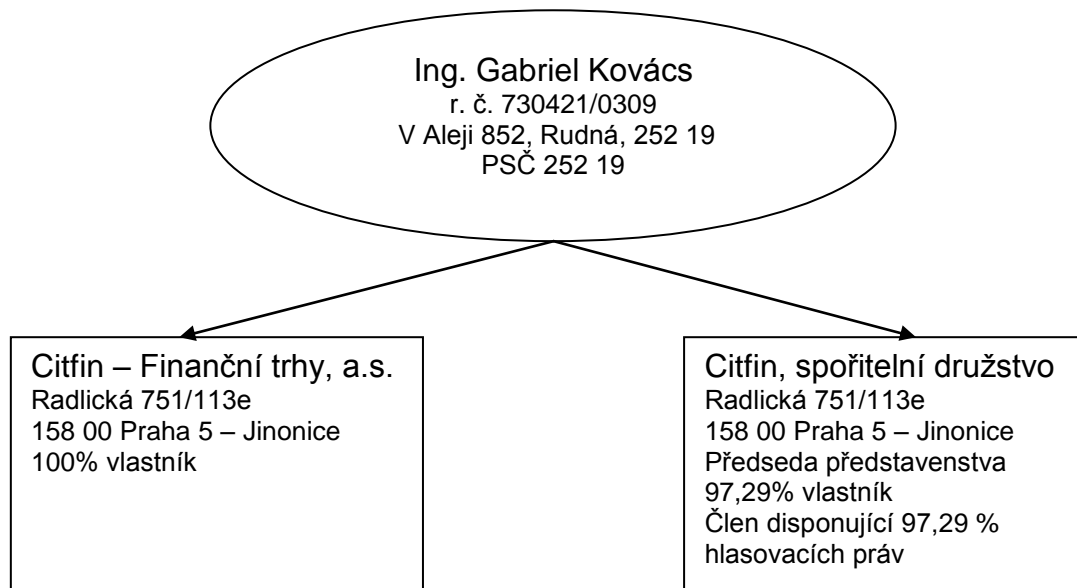 Ing. Gabriel Kovács
r. č. 730421/0309
V Aleji 852, Rudná, 252 19
PSČ 252 19
Citfin – Finanční trhy, a.s.
Radlická 751/113e
158 00 Praha 5 – Jinonice
100% vlastník
Citfin, spořitelní družstvo
Radlická 751/113e
158 00 Praha 5 – Jinonice
Předseda představenstva
97,29% vlastník
Člen disponující 97,29 %
hlasovacích práv